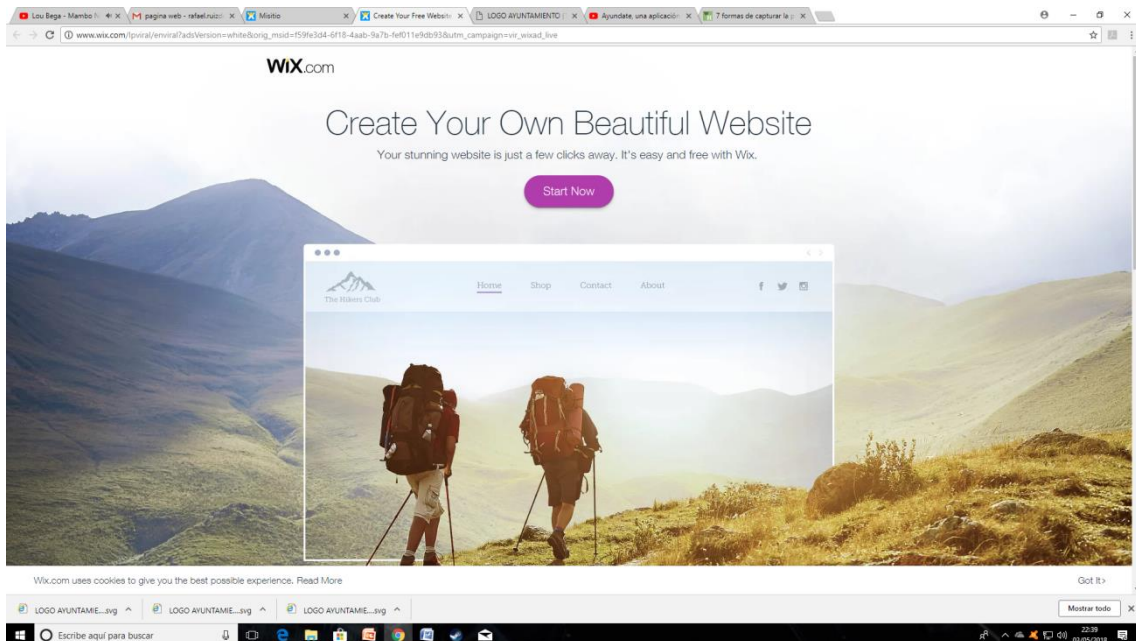 Lou Bega - Mambo N
M pagina web - rafael.ruizd
Misitio
Create Your Free Website
LOGO AYUNTAMIENTO
Ayundate, una aplicación
7 formas de capturar la p
www.wix.com/lpviral/enviral?adsVersion=white&orig_msid=f59fe3d4-6f18-4aab-9a7b-fef011e9db93&utm_campaign=vir_wixad_live
WiX.com
Create Your Own Beautiful Website
Your stunning website is just a few clicks away. It's easy and free with Wix.
Start Now
The Hikers Club
Home Shop Contact About
Wix.com uses cookies to give you the best possible experience. Read More
Got It >
LOGO AYUNTAMIE....svg
LOGO AYUNTAMIE....svg
LOGO AYUNTAMIE....svg
Mostrar todo
Escribe aquí para buscar
22:39
03/05/2018